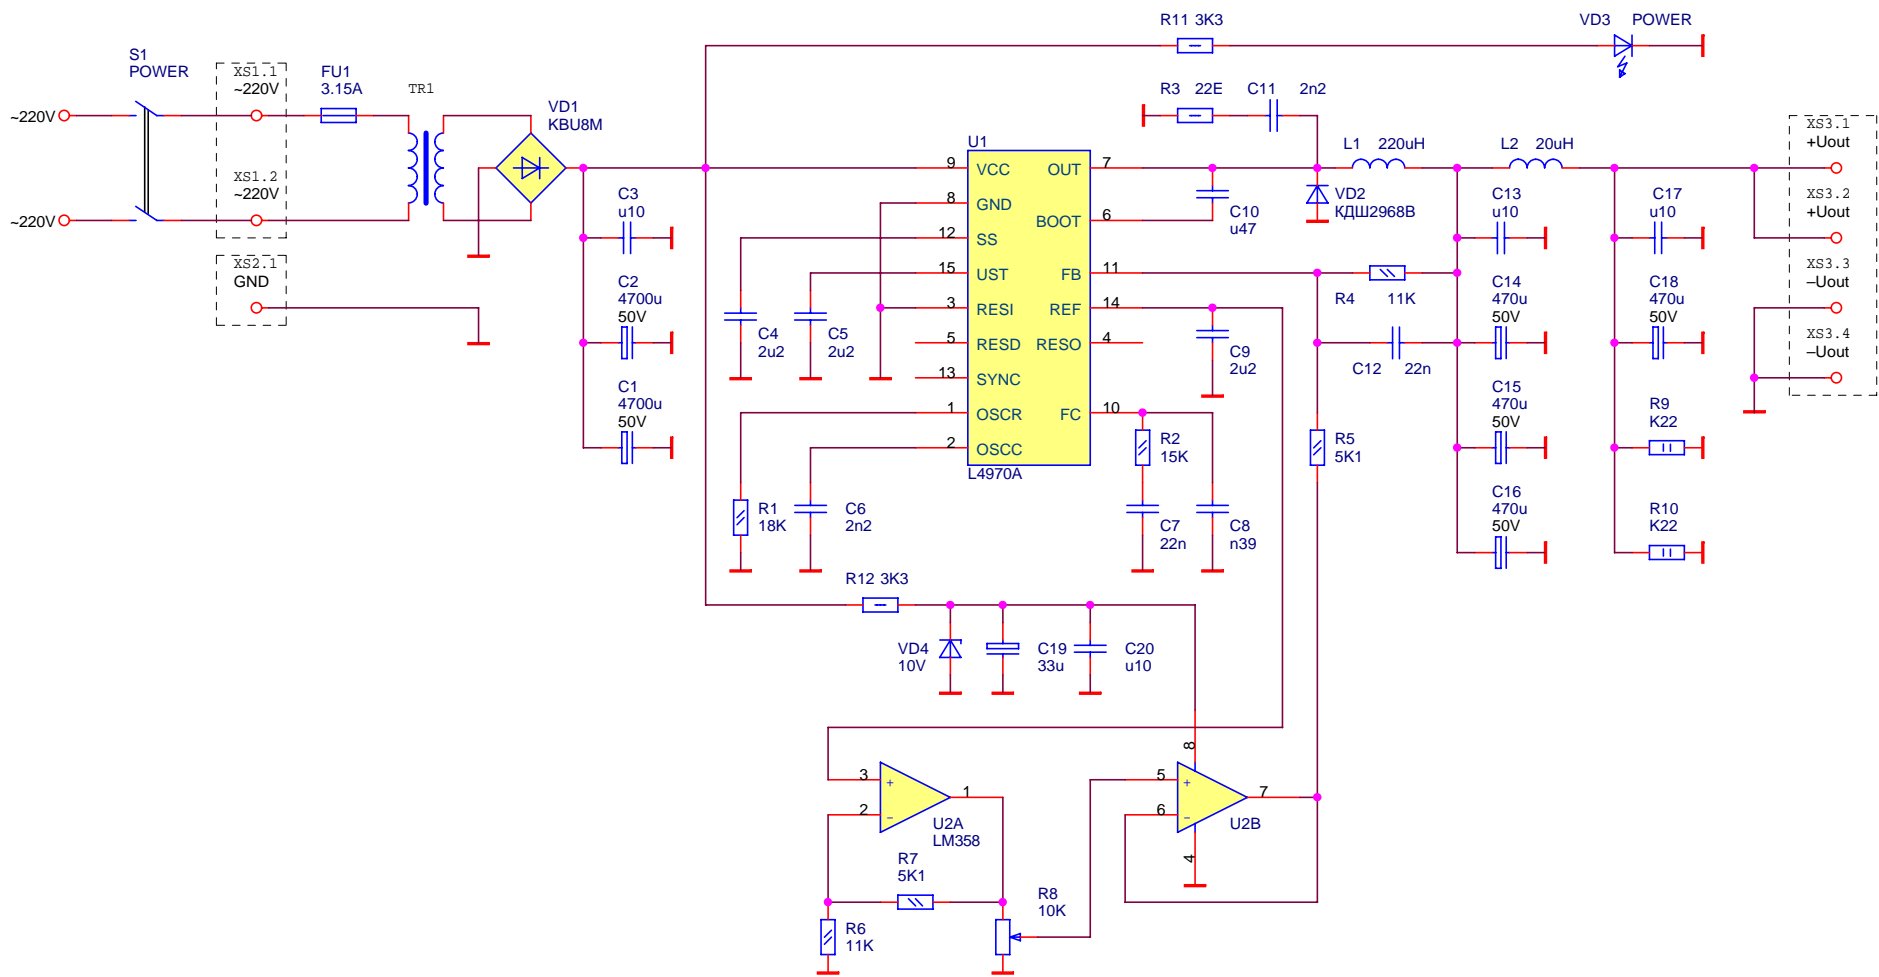 S1
POWER
~220V
~220V
XS1.1
~220V
XS1.2
~220V
XS2.1
GND
FU1
3.15A
TR1
VD1
KBU8M
C3
u10
C2
4700u
50V
C1
4700u
50V
R11 3K3
VD3 POWER
R3 22E
C11 2n2
U1
9 VCC
8 GND
12 SS
15 UST
3 RESI
5 RESD
13 SYNC
1 OSCR
2 OSCC
OUT 7
BOOT 6
FB 11
REF 14
RESO 4
FC 10
L4970A
C4
2u2
C5
2u2
R1
18K
C6
2n2
C10
u47
VD2
КДШ2968В
L1 220uH
L2 20uH
R4 11K
C12 22n
C9
2u2
R2
15K
C7
22n
C8
n39
R5
5K1
C13
u10
C14
470u
50V
C15
470u
50V
C16
470u
50V
C17
u10
C18
470u
50V
R9
K22
R10
K22
XS3.1
+Uout
XS3.2
+Uout
XS3.3
–Uout
XS3.4
–Uout
R12 3K3
VD4
10V
C19
33u
C20
u10
3
+
2
−
1
U2A
LM358
R7
5K1
R6
11K
R8
10K
8
5
+
6
−
7
4
U2B